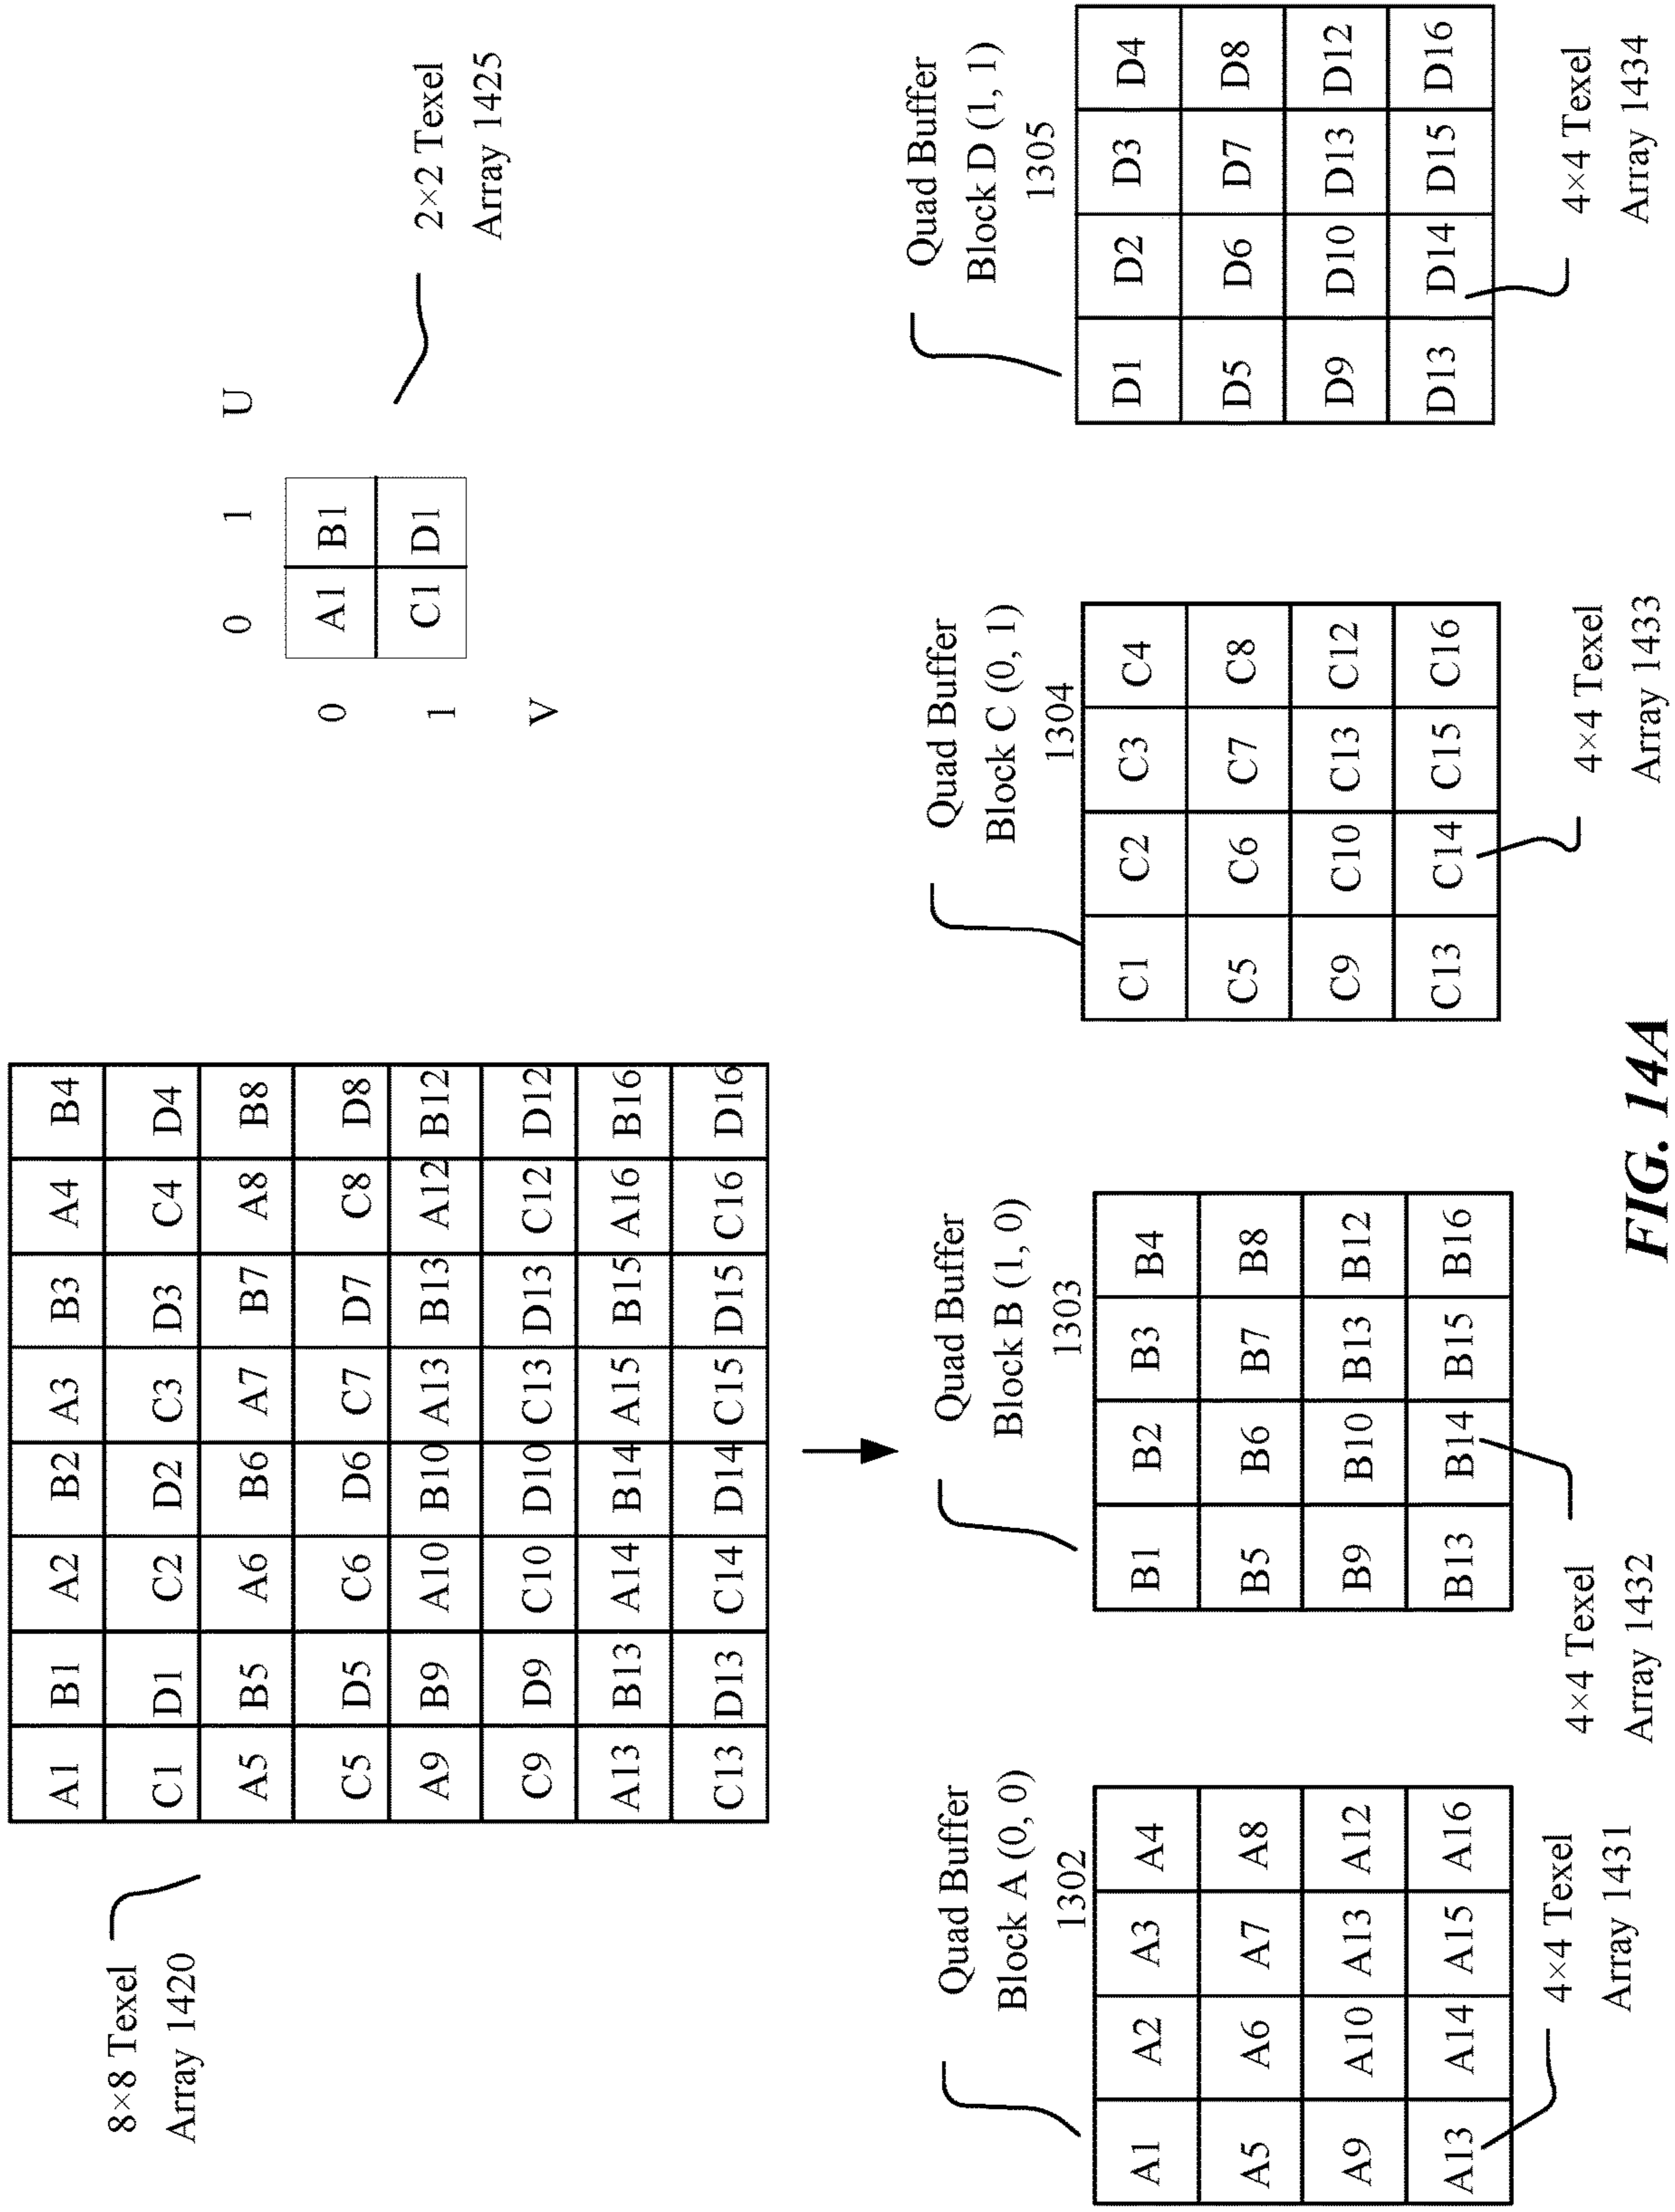 8×8 Texel
Array 1420
A1 B1 A2 B2 A3 B3 A4 B4
C1 D1 C2 D2 C3 D3 C4 D4
A5 B5 A6 B6 A7 B7 A8 B8
C5 D5 C6 D6 C7 D7 C8 D8
A9 B9 A10 B10 A13 B13 A12 B12
C9 D9 C10 D10 C13 D13 C12 D12
A13 B13 A14 B14 A15 B15 A16 B16
C13 D13 C14 D14 C15 D15 C16 D16
0 1 U
0 A1 B1
1 C1 D1
V
2×2 Texel
Array 1425
Quad Buffer
Block A (0, 0)
1302
A1 A2 A3 A4
A5 A6 A7 A8
A9 A10 A13 A12
A13 A14 A15 A16
4×4 Texel
Array 1431
Quad Buffer
Block B (1, 0)
1303
B1 B2 B3 B4
B5 B6 B7 B8
B9 B10 B13 B12
B13 B14 B15 B16
4×4 Texel
Array 1432
Quad Buffer
Block C (0, 1)
1304
C1 C2 C3 C4
C5 C6 C7 C8
C9 C10 C13 C12
C13 C14 C15 C16
4×4 Texel
Array 1433
Quad Buffer
Block D (1, 1)
1305
D1 D2 D3 D4
D5 D6 D7 D8
D9 D10 D13 D12
D13 D14 D15 D16
4×4 Texel
Array 1434
FIG. 14A